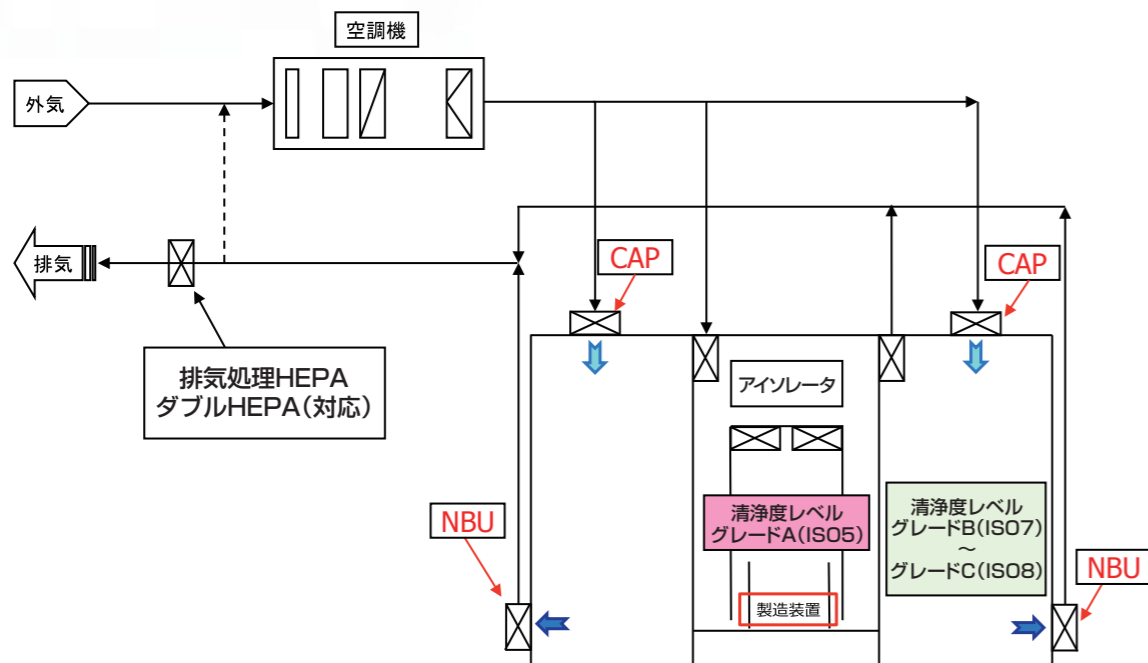 空調機
外気
排気
CAP
CAP
排気処理HEPA
ダブルHEPA(対応)
アイソレータ
清浄度レベル
グレードA(ISO5)
清浄度レベル
グレードB(ISO7)
~
グレードC(ISO8)
NBU
NBU
製造装置